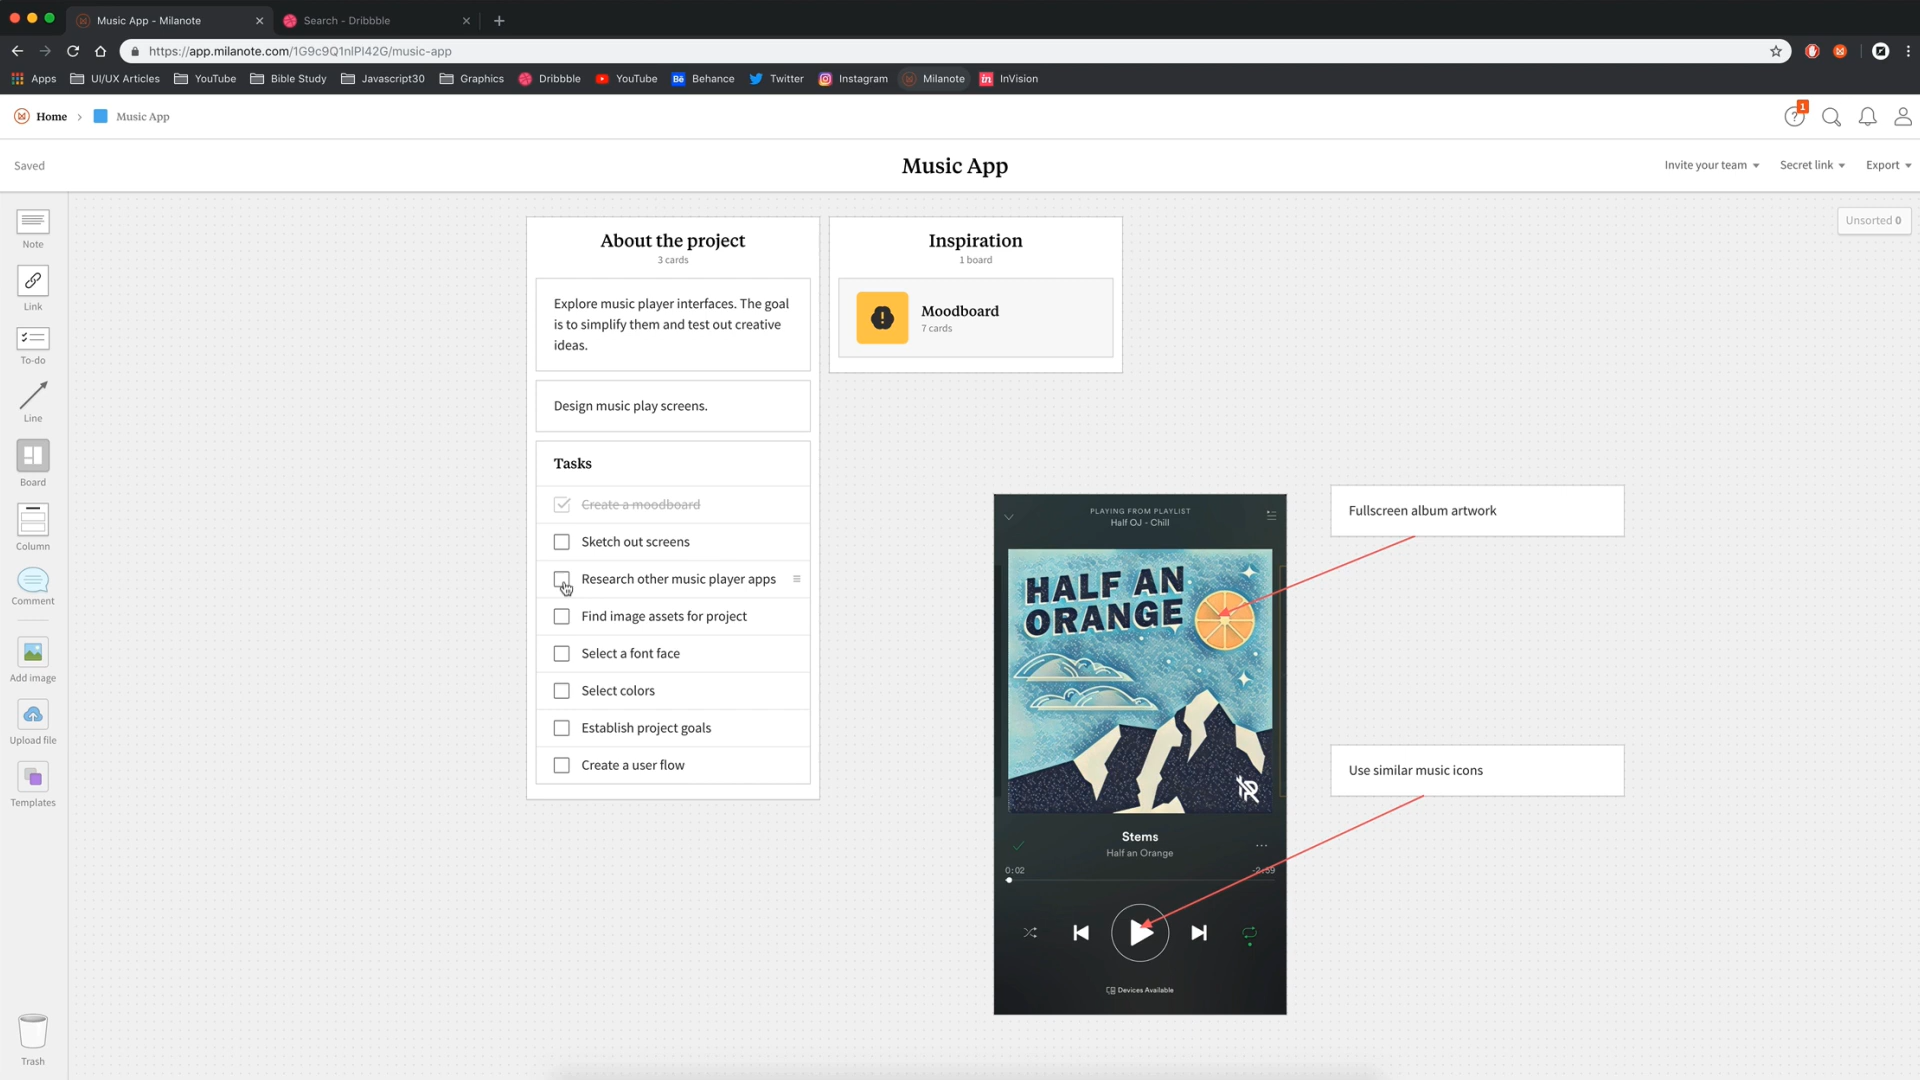 Music App - Milanote
Search - Dribbble
https://app.milanote.com/1G9c9Q1nlPI42G/music-app
Apps
UI/UX Articles
YouTube
Bible Study
Javascript30
Graphics
Dribbble
YouTube
Bē Behance
Twitter
Instagram
Milanote
in InVision
Home
Music App
1
Saved
Music App
Invite your team
Secret link
Export
Note
Link
To-do
Line
Board
Column
Comment
Add image
Upload file
Templates
Trash
Unsorted 0
About the project
3 cards
Explore music player interfaces. The goal
is to simplify them and test out creative
ideas.
Design music play screens.
Tasks
Create a moodboard
Sketch out screens
Research other music player apps
Find image assets for project
Select a font face
Select colors
Establish project goals
Create a user flow
Inspiration
1 board
Moodboard
7 cards
PLAYING FROM PLAYLIST
Half OJ - Chill
HALF AN
ORANGE
Stems
Half an Orange
0:02
-2:59
Devices Available
Fullscreen album artwork
Use similar music icons